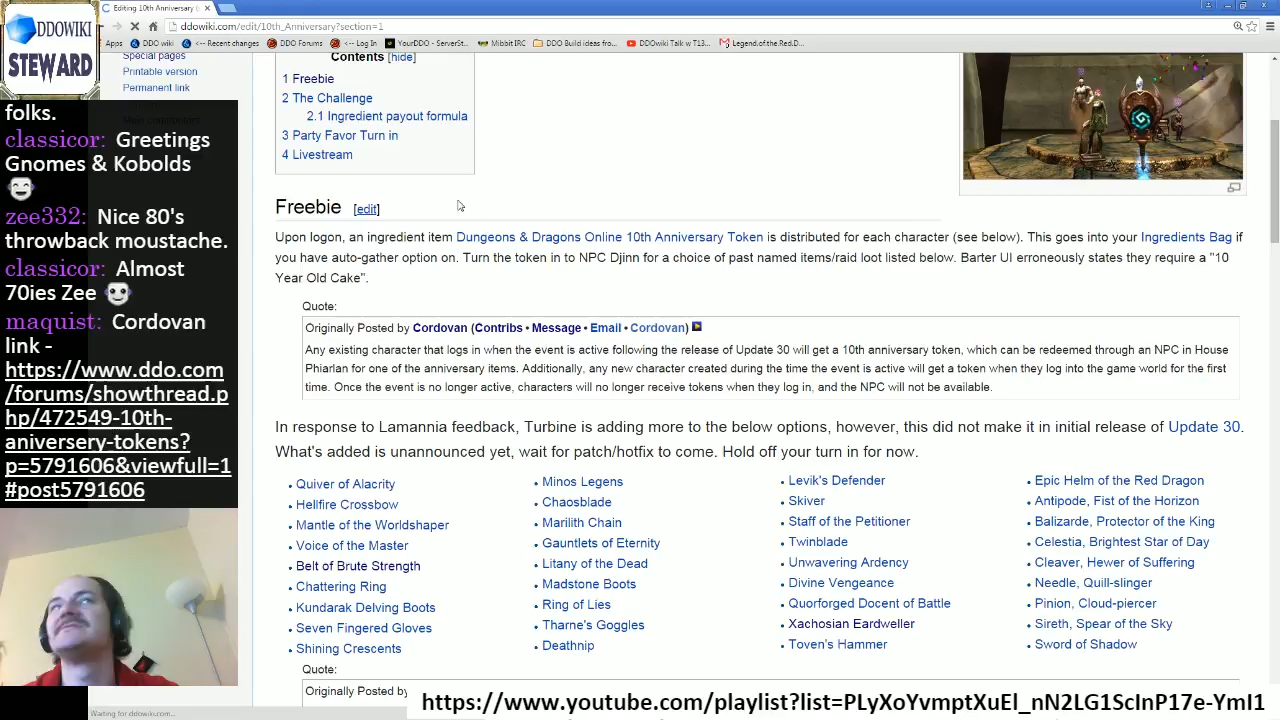 Editing 10th Anniversary (s
ddowiki.com/edit/10th_Anniversary?section=1
Apps DDO wiki <-- Recent changes DDO Forums <-- Log In YourDDO - ServerSt... Mibbit IRC DDO Build ideas fro... DDOwiki Talk w T13... Legend.of.the.Red.D...
DDOWIKI
STEWARD
Special pages
Printable version
Permanent link
folks.
classicor: Greetings
Gnomes & Kobolds
zee332: Nice 80's
throwback moustache.
classicor: Almost
70ies Zee
maquist: Cordovan
link -
https://www.ddo.com
/forums/showthread.p
hp/472549-10th-
aniversery-tokens?
p=5791606&viewfull=1
#post5791606
Contents [hide]
1 Freebie
2 The Challenge
2.1 Ingredient payout formula
3 Party Favor Turn in
4 Livestream
Freebie [edit]
Upon logon, an ingredient item Dungeons & Dragons Online 10th Anniversary Token is distributed for each character (see below). This goes into your Ingredients Bag if
you have auto-gather option on. Turn the token in to NPC Djinn for a choice of past named items/raid loot listed below. Barter UI erroneously states they require a "10
Year Old Cake".
Quote:
Originally Posted by Cordovan (Contribs • Message • Email • Cordovan)
Any existing character that logs in when the event is active following the release of Update 30 will get a 10th anniversary token, which can be redeemed through an NPC in House
Phiarlan for one of the anniversary items. Additionally, any new character created during the time the event is active will get a token when they log into the game world for the first
time. Once the event is no longer active, characters will no longer receive tokens when they log in, and the NPC will not be available.
In response to Lamannia feedback, Turbine is adding more to the below options, however, this did not make it in initial release of Update 30.
What's added is unannounced yet, wait for patch/hotfix to come. Hold off your turn in for now.
Quiver of Alacrity
Hellfire Crossbow
Mantle of the Worldshaper
Voice of the Master
Belt of Brute Strength
Chattering Ring
Kundarak Delving Boots
Seven Fingered Gloves
Shining Crescents
Minos Legens
Chaosblade
Marilith Chain
Gauntlets of Eternity
Litany of the Dead
Madstone Boots
Ring of Lies
Tharne's Goggles
Deathnip
Levik's Defender
Skiver
Staff of the Petitioner
Twinblade
Unwavering Ardency
Divine Vengeance
Quorforged Docent of Battle
Xachosian Eardweller
Toven's Hammer
Epic Helm of the Red Dragon
Antipode, Fist of the Horizon
Balizarde, Protector of the King
Celestia, Brightest Star of Day
Cleaver, Hewer of Suffering
Needle, Quill-slinger
Pinion, Cloud-piercer
Sireth, Spear of the Sky
Sword of Shadow
Quote:
Originally Posted by
Waiting for ddowiki.com...
https://www.youtube.com/playlist?list=PLyXoYvmptXuEl_nN2LG1ScInP17e-YmI1